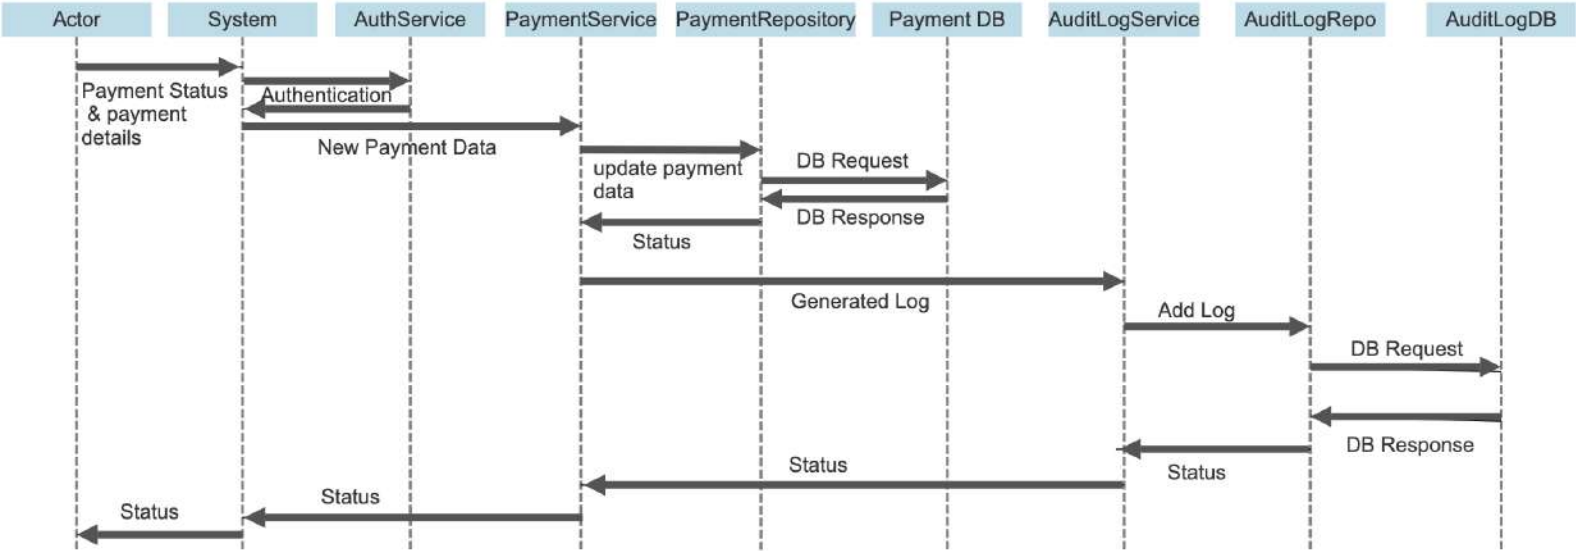 Actor
System
AuthService
PaymentService
PaymentRepository
Payment DB
AuditLogService
AuditLogRepo
AuditLogDB
Payment Status
& payment
details
Authentication
New Payment Data
update payment
data
DB Request
DB Response
Status
Generated Log
Add Log
DB Request
DB Response
Status
Status
Status
Status